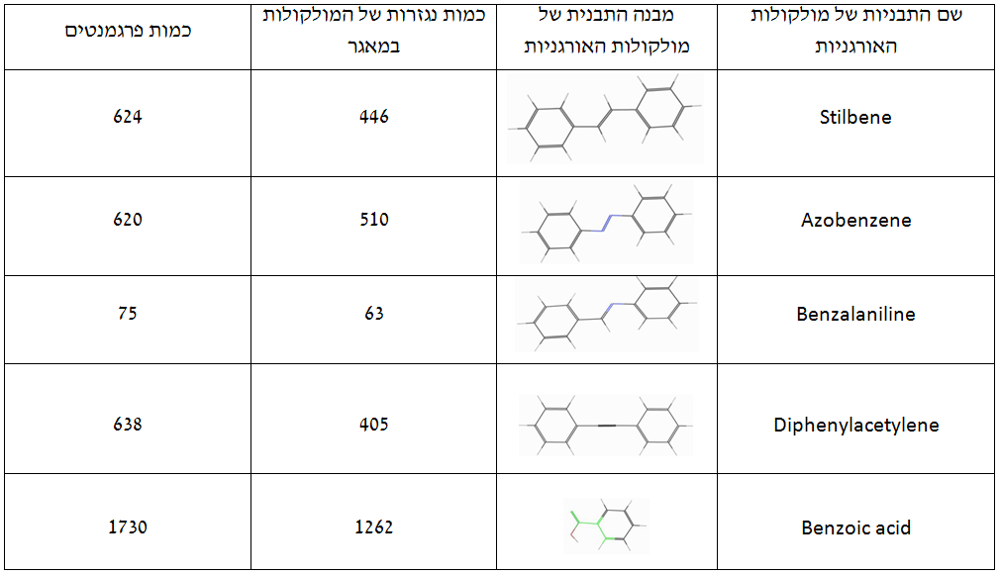 שם התבניות של מולקולות
האורגניות
מבנה התבנית של
מולקולות האורגניות
כמות נגזרות של המולקולות
במאגר
כמות פרגמנטים
Stilbene
446
624
Azobenzene
510
620
Benzalaniline
63
75
Diphenylacetylene
405
638
Benzoic acid
1262
1730